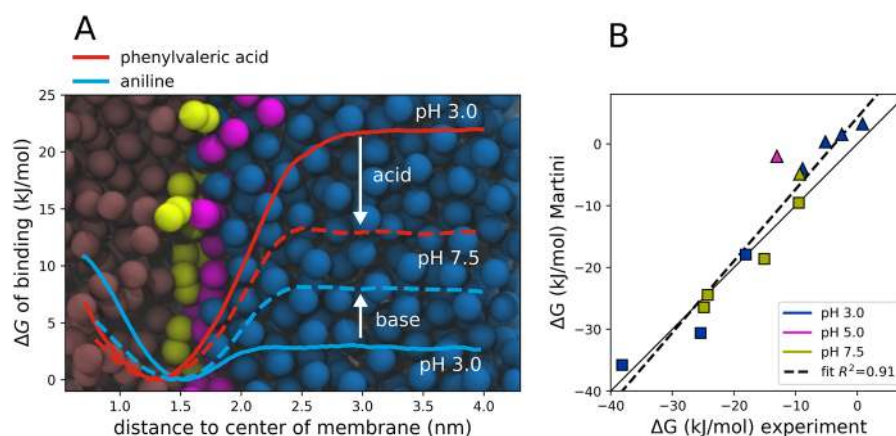 A
phenylvaleric acid
aniline
ΔG of binding (kJ/mol)
25
20
15
10
5
0
pH 3.0
acid
pH 7.5
base
pH 3.0
1.0 1.5 2.0 2.5 3.0 3.5 4.0
distance to center of membrane (nm)
B
ΔG (kJ/mol) Martini
0
−10
−20
−30
−40
pH 3.0
pH 5.0
pH 7.5
fit R²=0.91
−40 −30 −20 −10 0
ΔG (kJ/mol) experiment